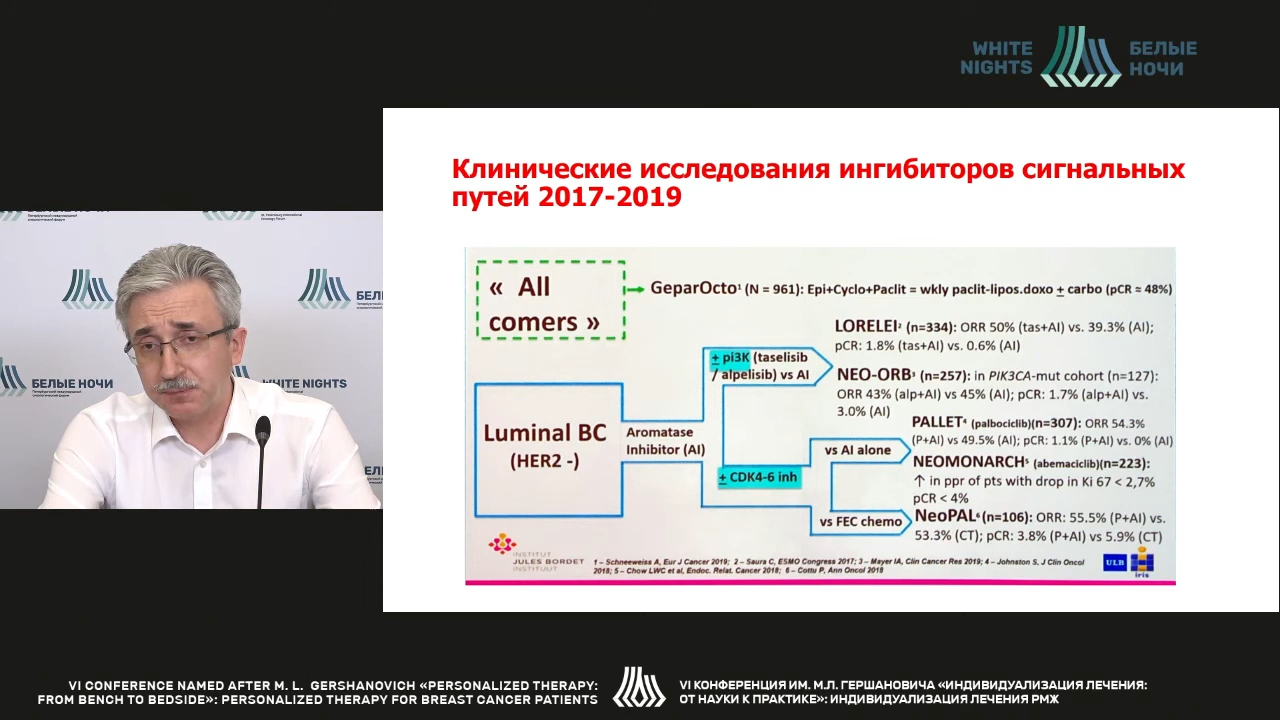 WHITE
NIGHTS
БЕЛЫЕ
НОЧИ
Клинические исследования ингибиторов сигнальных
путей 2017-2019
« All
comers »
GeparOcto¹ (N = 961): Epi+Cyclo+Paclit = wkly paclit-lipos.doxo ± carbo (pCR ≈ 48%)
LORELEI² (n=334): ORR 50% (tas+AI) vs. 39.3% (AI);
pCR: 1.8% (tas+AI) vs. 0.6% (AI)
± pi3K (taselisib
/ alpelisib) vs AI
NEO-ORB³ (n=257): in PIK3CA-mut cohort (n=127):
ORR 43% (alp+AI) vs 45% (AI); pCR: 1.7% (alp+AI) vs.
3.0% (AI)
Luminal BC
(HER2 -)
Aromatase
Inhibitor (AI)
PALLET⁴ (palbociclib)(n=307): ORR 54.3%
(P+AI) vs 49.5% (AI); pCR: 1.1% (P+AI) vs. 0% (AI)
vs AI alone
± CDK4-6 inh
NEOMONARCH⁵ (abemaciclib)(n=223):
↑ in ppr of pts with drop in Ki 67 < 2,7%
pCR < 4%
vs FEC chemo
NeoPAL⁶(n=106): ORR: 55.5% (P+AI) vs.
53.3% (CT); pCR: 3.8% (P+AI) vs 5.9% (CT)
INSTITUT
JULES BORDET
INSTITUUT
1 – Schneeweiss A, Eur J Cancer 2019; 2 – Saura C, ESMO Congress 2017; 3 – Mayer IA, Clin Cancer Res 2019; 4 – Johnston S, J Clin Oncol
2018; 5 – Chow LWC et al, Endoc. Relat. Cancer 2018; 6 – Cottu P, Ann Oncol 2018
ULB
iris
БЕЛЫЕ НОЧИ
WHITE NIGHTS
VI CONFERENCE NAMED AFTER M. L. GERSHANOVICH «PERSONALIZED THERAPY:
FROM BENCH TO BEDSIDE»: PERSONALIZED THERAPY FOR BREAST CANCER PATIENTS
VI КОНФЕРЕНЦИЯ ИМ. М.Л. ГЕРШАНОВИЧА «ИНДИВИДУАЛИЗАЦИЯ ЛЕЧЕНИЯ:
ОТ НАУКИ К ПРАКТИКЕ»: ИНДИВИДУАЛИЗАЦИЯ ЛЕЧЕНИЯ РМЖ